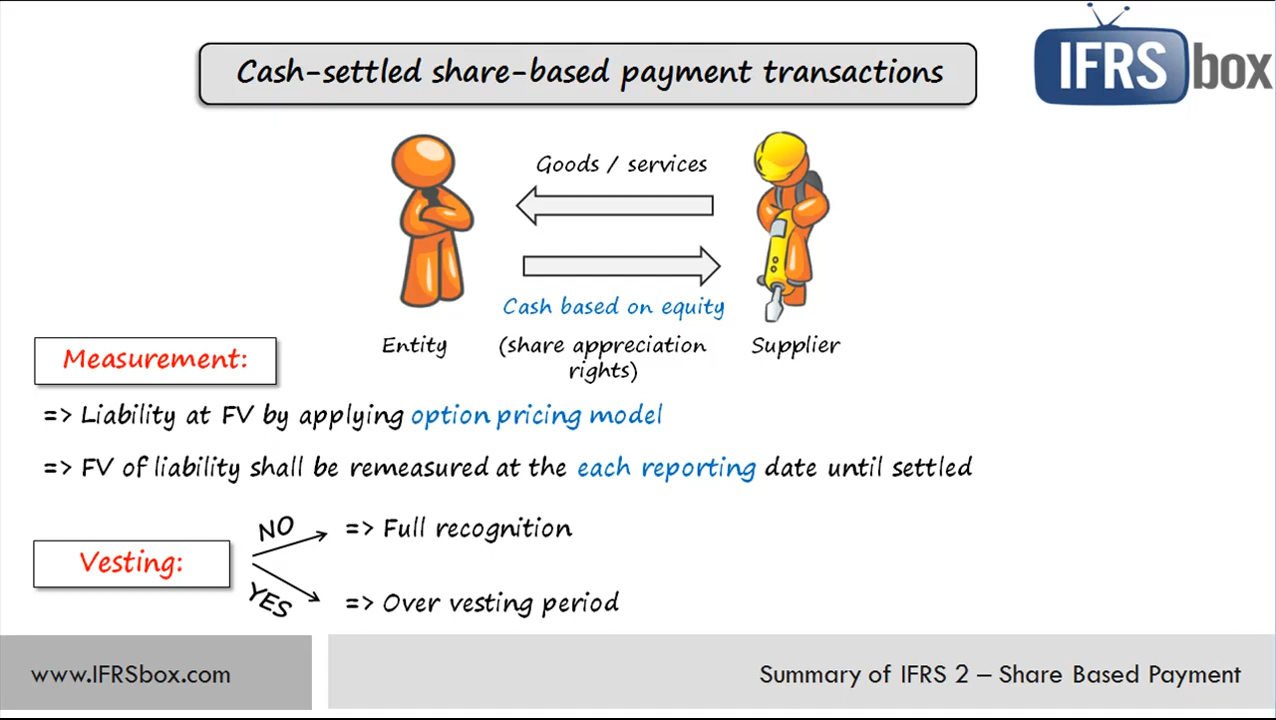 IFRS box
Cash-settled share-based payment transactions
Goods / services
Cash based on equity
Entity
(share appreciation
rights)
Supplier
Measurement:
=> Liability at FV by applying option pricing model
=> FV of liability shall be remeasured at the each reporting date until settled
Vesting:
NO
=> Full recognition
YES
=> Over vesting period
www.IFRSbox.com
Summary of IFRS 2 – Share Based Payment